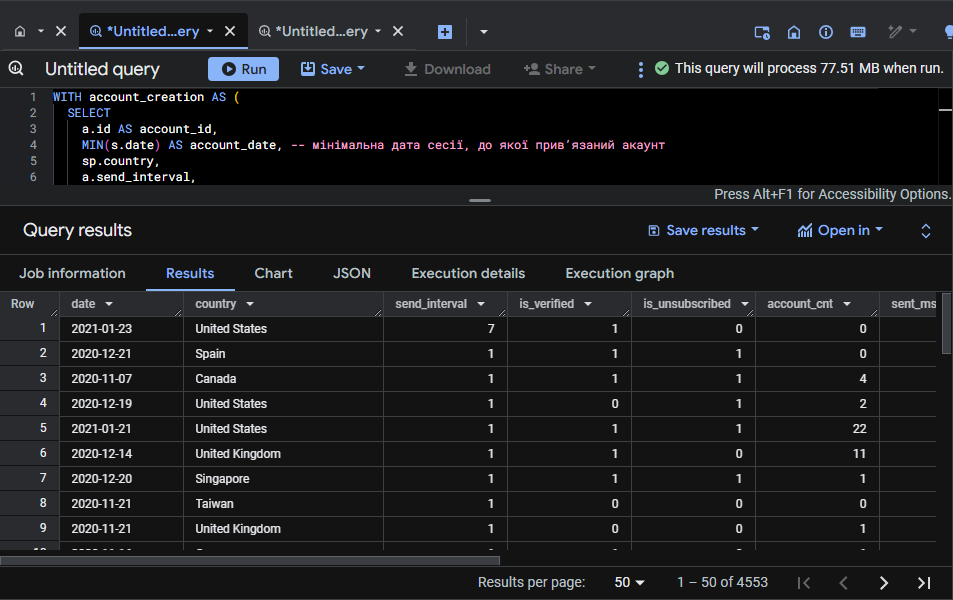 *Untitled...ery
*Untitled...ery
Untitled query
Run
Save
Download
Share
This query will process 77.51 MB when run.
1 WITH account_creation AS (
2 SELECT
3 a.id AS account_id,
4 MIN(s.date) AS account_date, -- мінімальна дата сесії, до якої привʼязаний акаунт
5 sp.country,
6 a.send_interval,
Press Alt+F1 for Accessibility Options.
Query results
Save results
Open in
Job information
Results
Chart
JSON
Execution details
Execution graph
Row date country send_interval is_verified is_unsubscribed account_cnt sent_ms
1 2021-01-23 United States 7 1 0 0
2 2020-12-21 Spain 1 1 1 0
3 2020-11-07 Canada 1 1 1 4
4 2020-12-19 United States 1 0 1 2
5 2021-01-21 United States 1 1 1 22
6 2020-12-14 United Kingdom 1 1 0 11
7 2020-12-20 Singapore 1 1 1 1
8 2020-11-21 Taiwan 1 0 0 0
9 2020-11-21 United Kingdom 1 0 0 1
Results per page: 50 1 – 50 of 4553